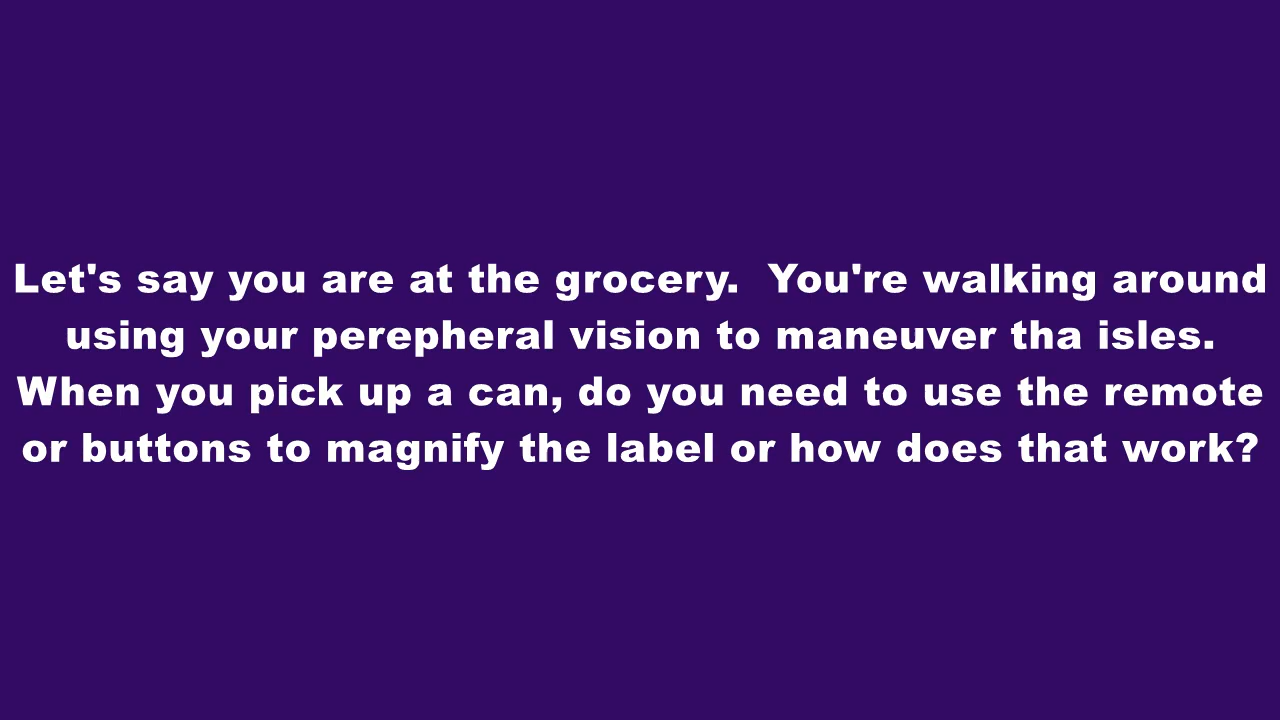 Let's say you are at the grocery.  You're walking around
using your perepheral vision to maneuver tha isles.
When you pick up a can, do you need to use the remote
or buttons to magnify the label or how does that work?